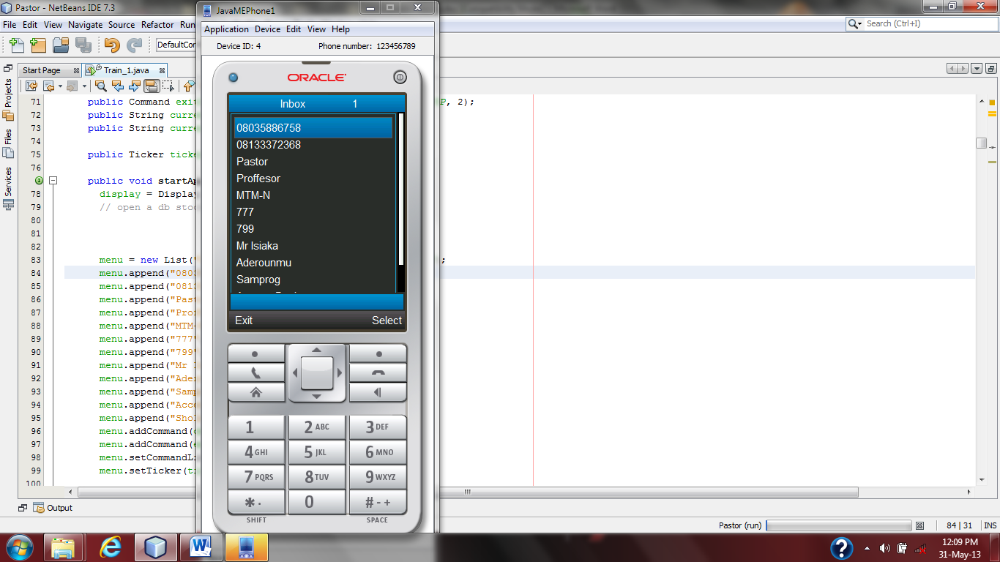 Pastor - NetBeans IDE 7.3
File Edit View Navigate Source Refactor Run
Search (Ctrl+I)
DefaultCon
Start Page
Train_1.java
Projects
Files
Services
71 public Command exi P, 2);
72 public String curre
73 public String curre
74
75 public Ticker ticke
76
public void startAp
78 display = Display
79 // open a db stoc
80
81
82
83 menu = new List(" ;
84 menu.append("0803
85 menu.append("081
86 menu.append("Past
87 menu.append("Prof
88 menu.append("MTM-
89 menu.append("777"
90 menu.append("799"
91 menu.append("Mr I
92 menu.append("Ader
93 menu.append("Samp
94 menu.append("Acce
95 menu.append("Shol
96 menu.addCommand(
97 menu.addCommand(
98 menu.setCommandLi
99 menu.setTicker(ti
100
Output
JavaMEPhone1
Application Device Edit View Help
Device ID: 4 Phone number: 123456789
ORACLE
Inbox 1
08035886758
08133372368
Pastor
Proffesor
MTM-N
777
799
Mr Isiaka
Aderounmu
Samprog
Exit Select
1 2 ABC 3 DEF
4 GHI 5 JKL 6 MNO
7 PQRS 8 TUV 9 WXYZ
* . 0 # - +
SHIFT SPACE
Pastor (run)
84 | 31 INS
12:09 PM
31-May-13